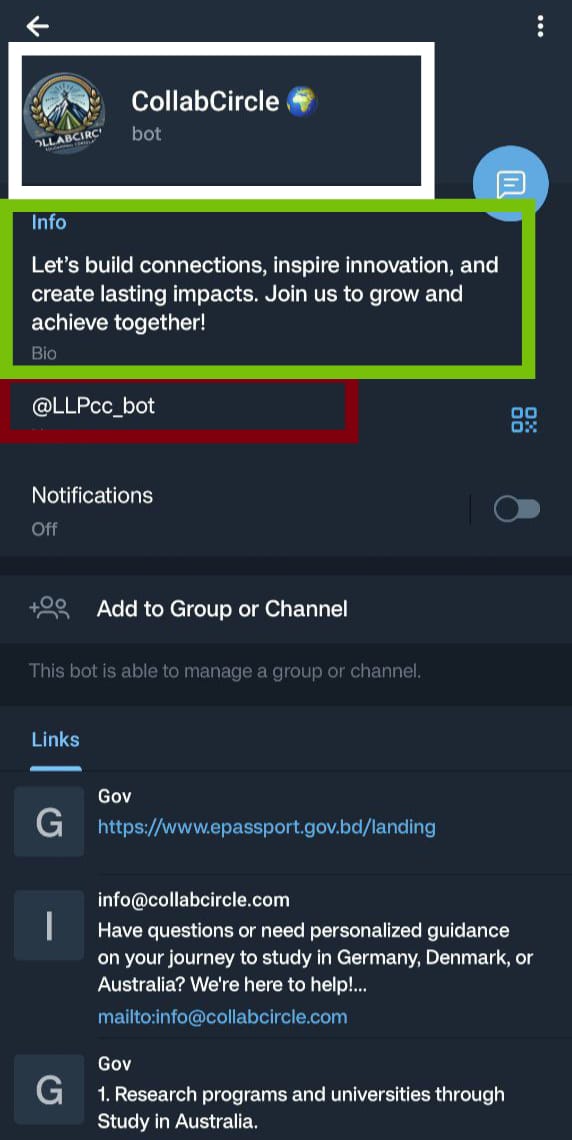 CollabCircle 🌍
bot
OLLABCIRC
Info
Let's build connections, inspire innovation, and
create lasting impacts. Join us to grow and
achieve together!
Bio
@LLPcc_bot
Notifications
Off
Add to Group or Channel
This bot is able to manage a group or channel.
Links
G
Gov
https://www.epassport.gov.bd/landing
I
info@collabcircle.com
Have questions or need personalized guidance
on your journey to study in Germany, Denmark, or
Australia? We're here to help!...
mailto:info@collabcircle.com
G
Gov
1. Research programs and universities through
Study in Australia.